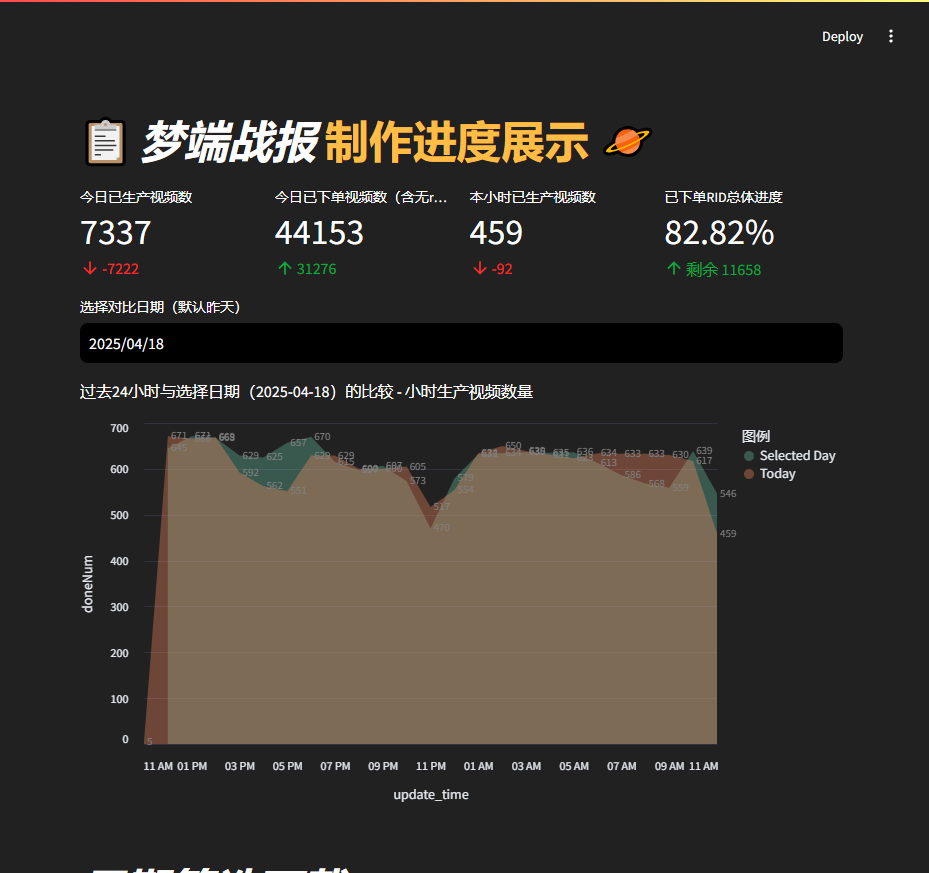 Deploy
梦端战报 制作进度展示
今日已生产视频数 今日已下单视频数（含无r... 本小时已生产视频数 已下单RID总体进度
7337 44153 459 82.82%
-7222 31276 -92 剩余 11658
选择对比日期（默认昨天）
2025/04/18
过去24小时与选择日期（2025-04-18）的比较 - 小时生产视频数量
图例
Selected Day
Today
700
600
500
400
300
200
100
0
doneNum
671 671 669 670 650 639
645 629 625 657 629 629 605 636 634 633 633 630 617
592 562 551 615 573 579 613 586 568 546
517 554
470 459
5
11 AM 01 PM 03 PM 05 PM 07 PM 09 PM 11 PM 01 AM 03 AM 05 AM 07 AM 09 AM 11 AM
update_time